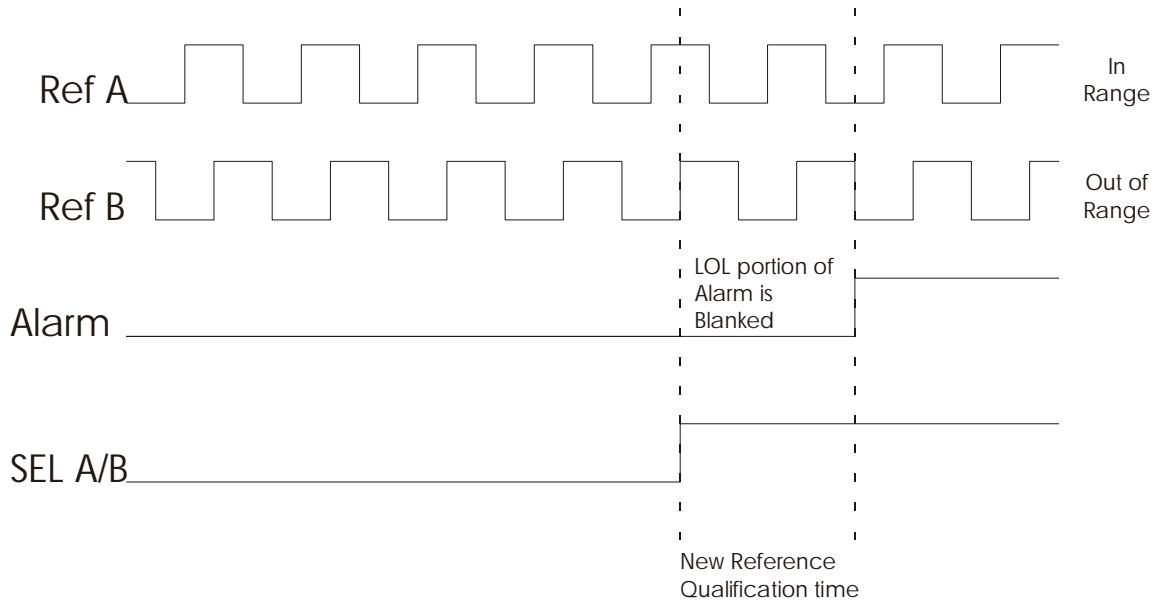 Ref A
In
Range
Ref B
Out of
Range
LOL portion of
Alarm is
Blanked
Alarm
SEL A/B
New Reference
Qualification time